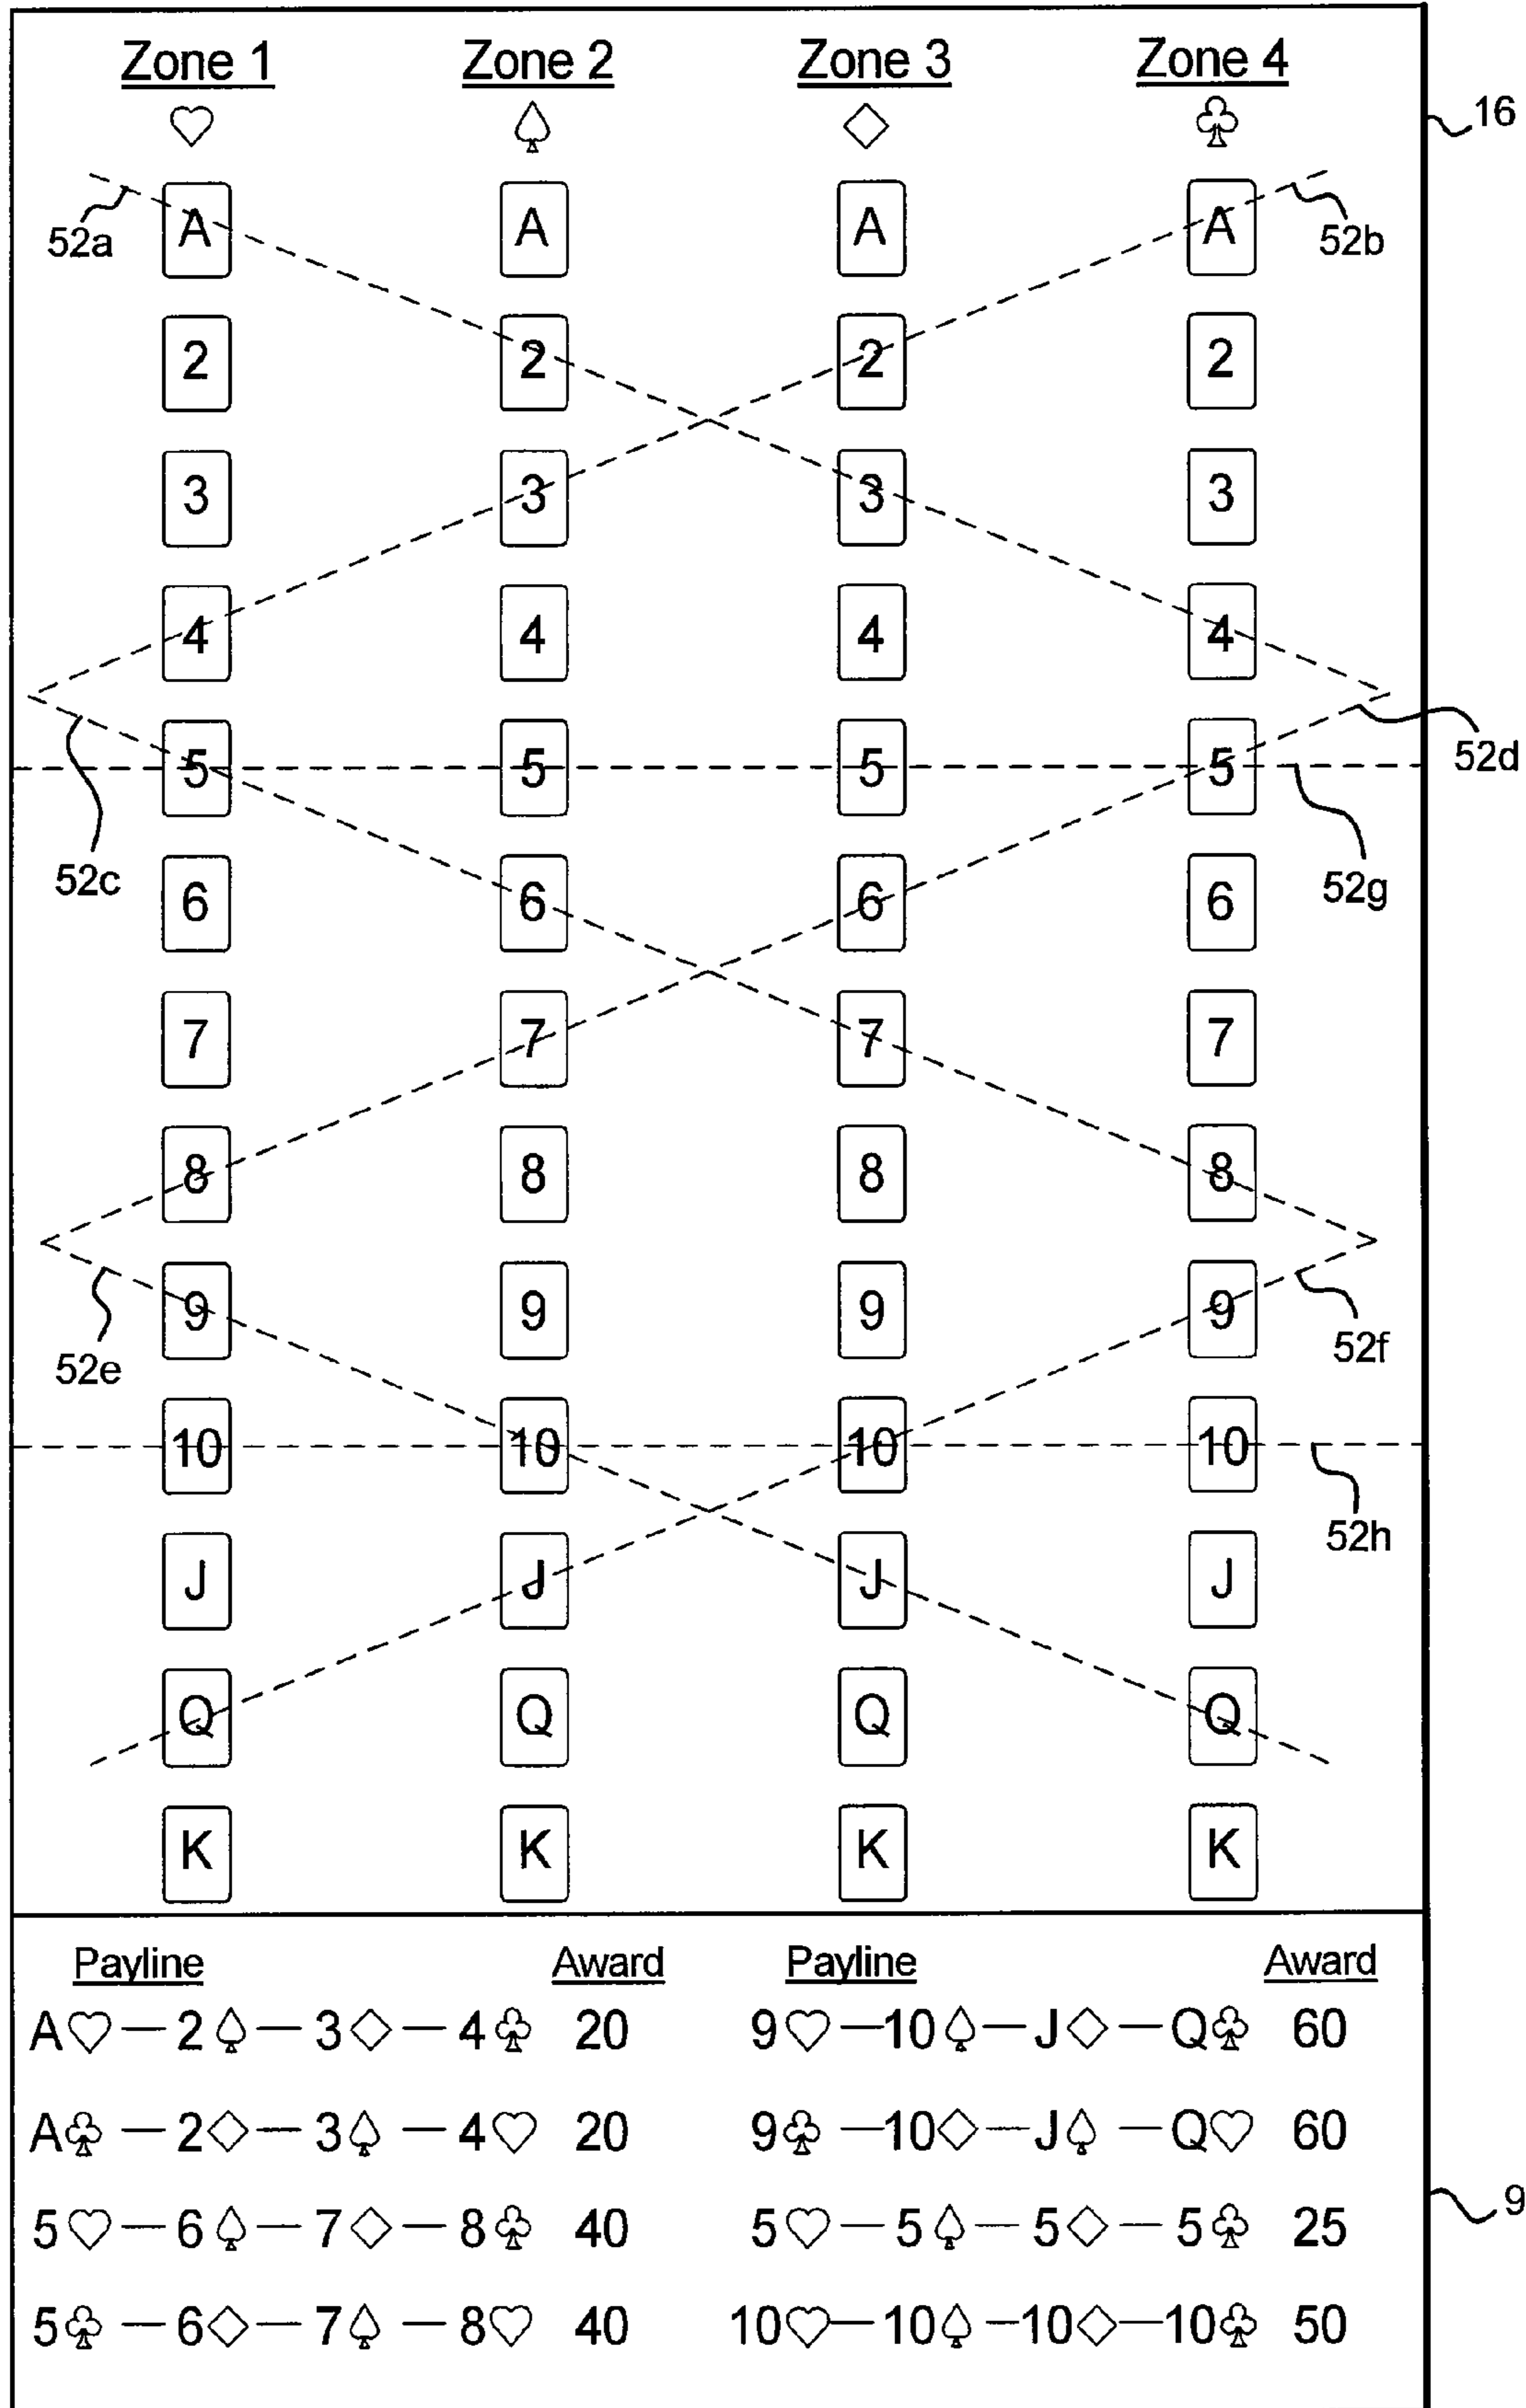 Zone 1 Zone 2 Zone 3 Zone 4
♡ ♤ ♢ ♧
16
A A A A
52a 52b
2 2 2 2
3 3 3 3
4 4 4 4
5 5 5 5
52d
52c 52g
6 6 6 6
7 7 7 7
8 8 8 8
9 9 9 9
52e 52f
10 10 10 10
52h
J J J J
Q Q Q Q
K K K K
Payline Award Payline Award
A♡—2♤—3♢—4♧ 20 9♡—10♤—J♢—Q♧ 60
A♧—2♢—3♤—4♡ 20 9♧—10♢—J♤—Q♡ 60
9
5♡—6♤—7♢—8♧ 40 5♡—5♤—5♢—5♧ 25
5♧—6♢—7♤—8♡ 40 10♡—10♤—10♢—10♧ 50